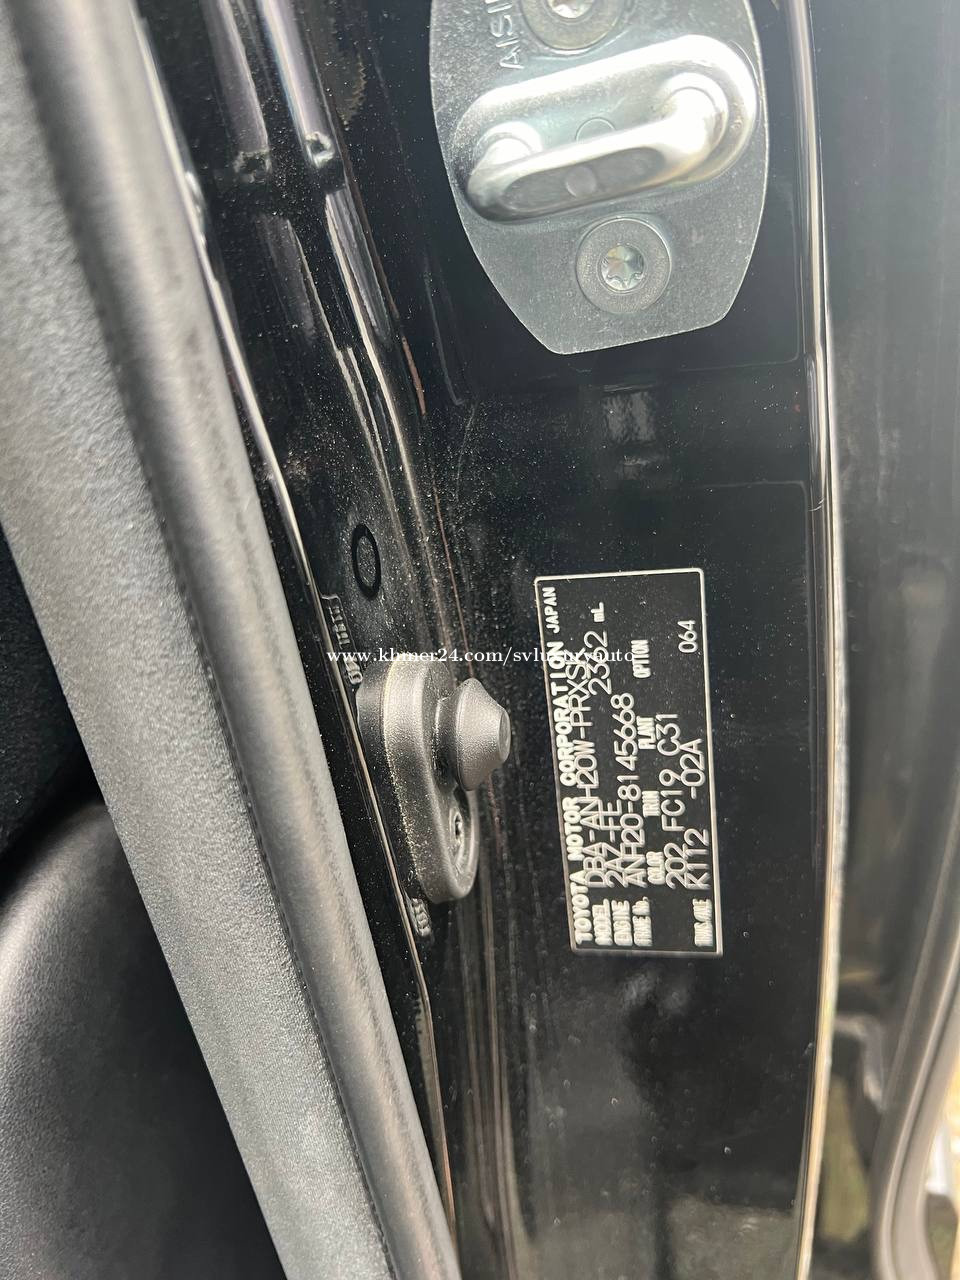 AISIN
www.khmer24.com/svluxuryauto
TOYOTA MOTOR CORPORATION JAPAN
MODEL DBA-ANH20W-PRXSK
ENGINE 2AZ-FE 2362 mL
FRAME No. ANH20-8145668
COLOR TRIM PLANT OPTION
202 FC19 C31
K112 -02A 064